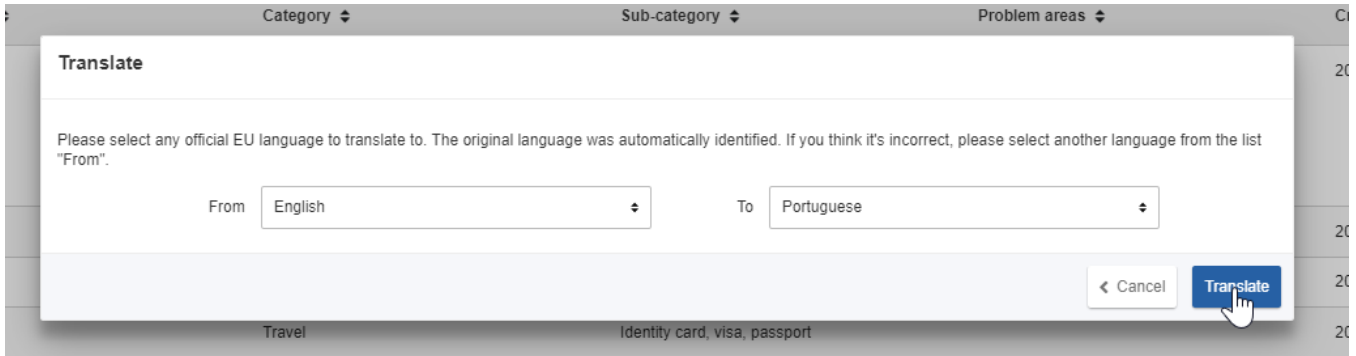 Category Sub-category Problem areas
Translate
Please select any official EU language to translate to. The original language was automatically identified. If you think it's incorrect, please select another language from the list
"From".
From English To Portuguese
Cancel Translate
Travel Identity card, visa, passport